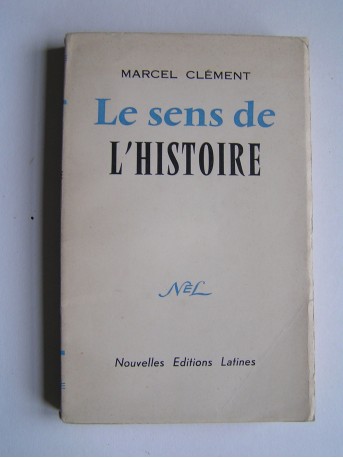 MARCEL CLÉMENT
Le sens de
L'HISTOIRE
NEL
Nouvelles Editions Latines